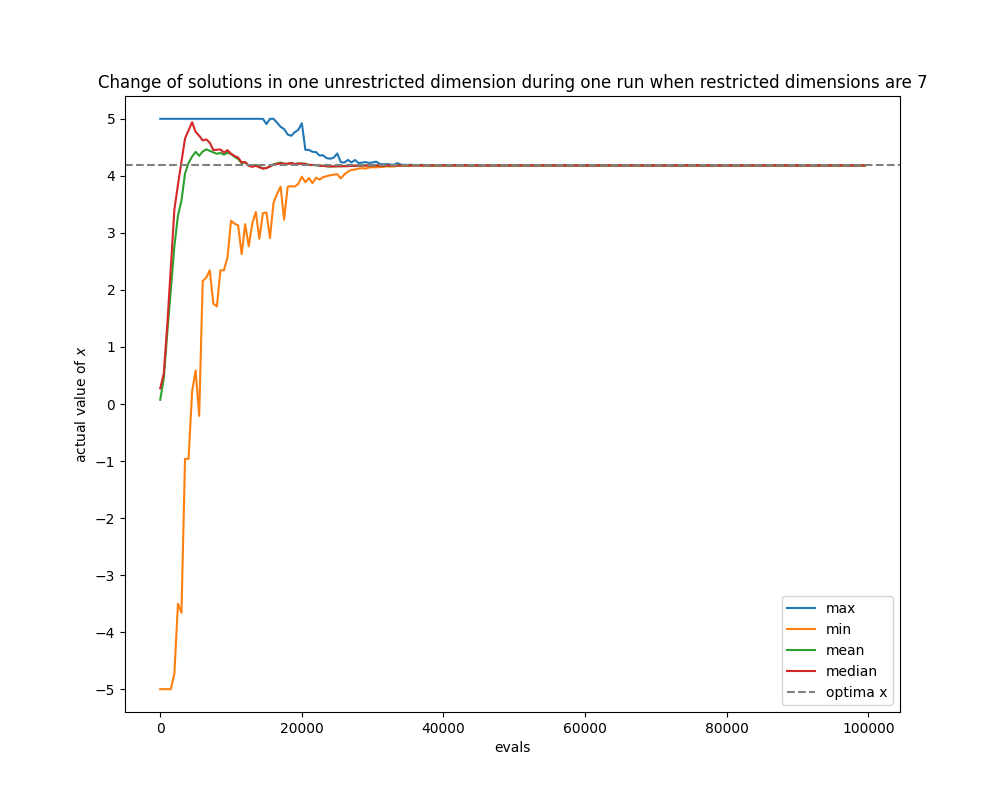 Change of solutions in one unrestricted dimension during one run when restricted dimensions are 7
5
4
3
2
1
0
−1
−2
−3
−4
−5
actual value of x
0 20000 40000 60000 80000 100000
evals
max
min
mean
median
optima x